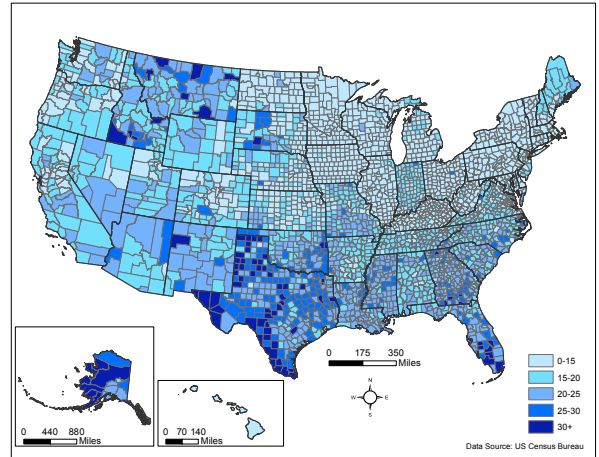 0 175 350
Miles
N
W E
S
0-15
15-20
20-25
25-30
30+
0 440 880
Miles
0 70 140
Miles
Data Source: US Census Bureau